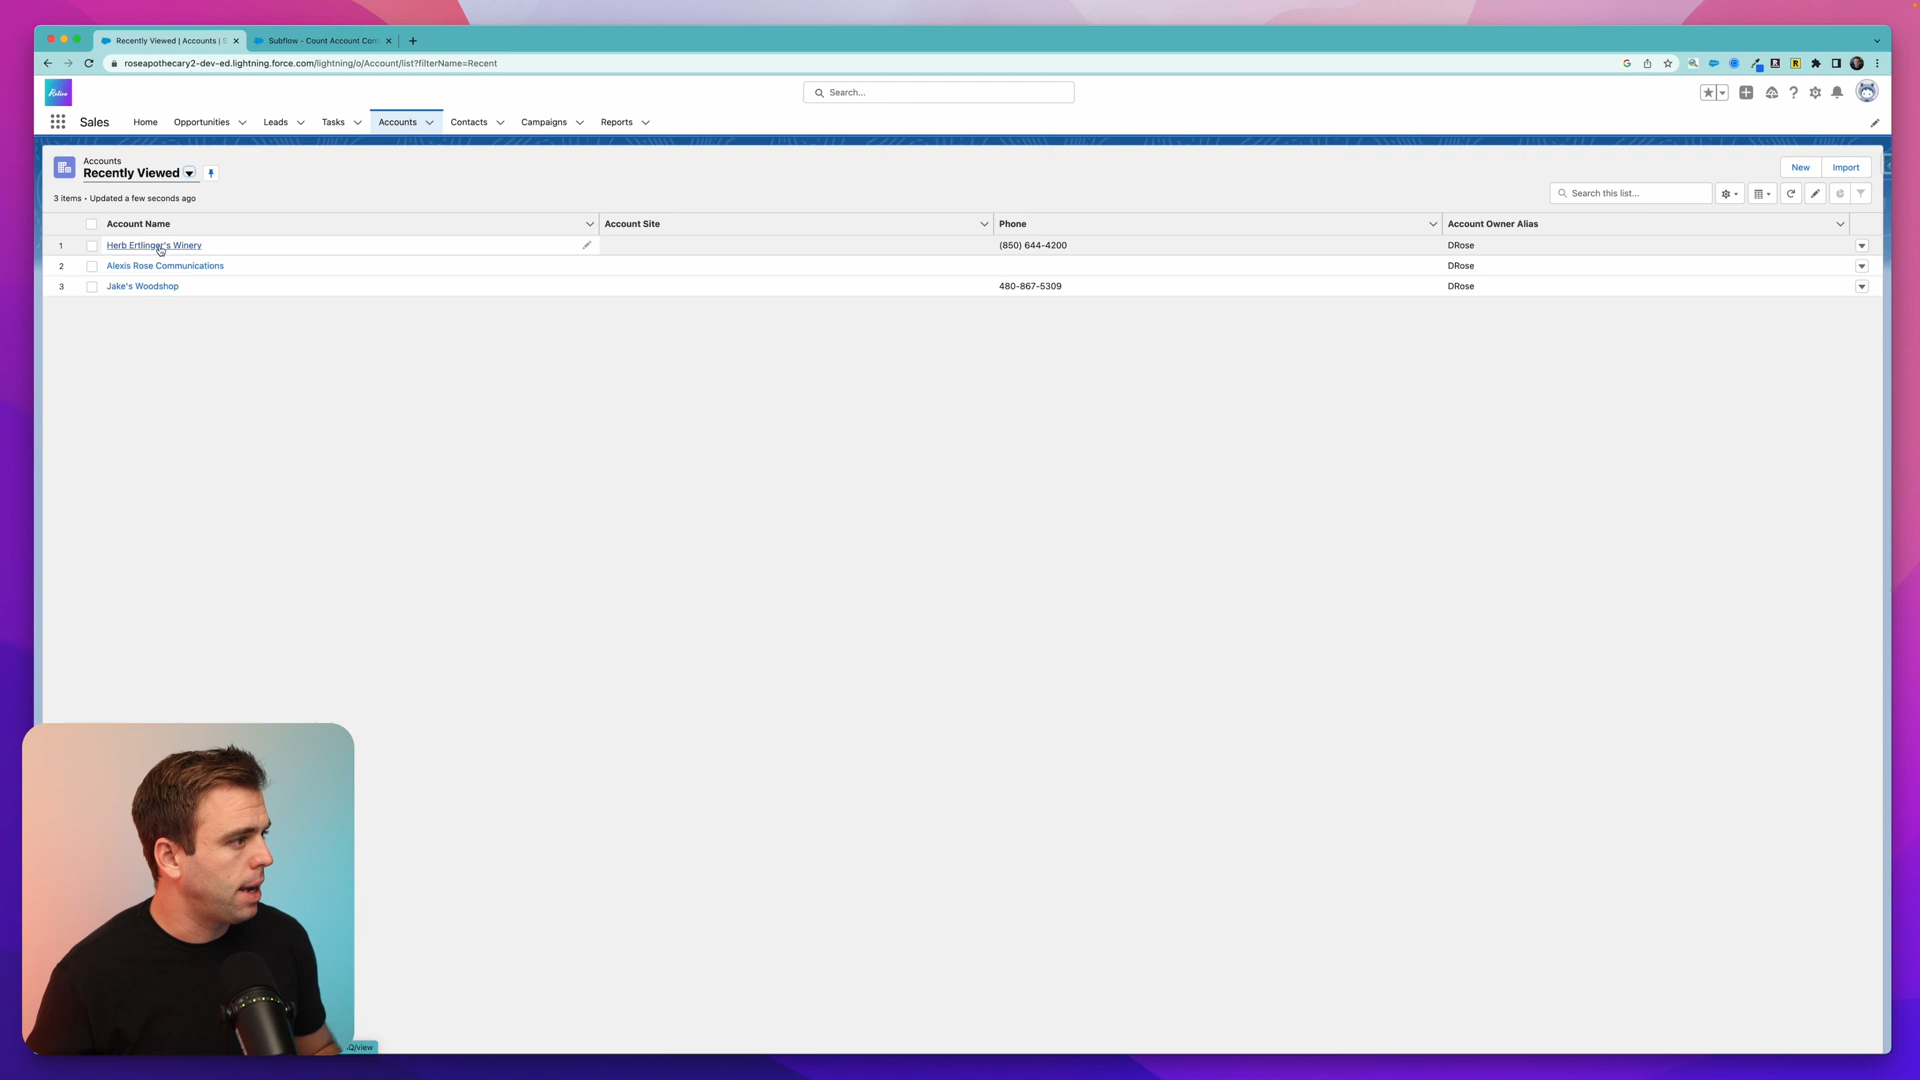 Recently Viewed | Accounts | S
Subflow - Count Account Cont
roseapothecary2-dev-ed.lightning.force.com/lightning/o/Account/list?filterName=Recent
Search...
Sales
Home
Opportunities
Leads
Tasks
Accounts
Contacts
Campaigns
Reports
Accounts
Recently Viewed
New
Import
3 items • Updated a few seconds ago
Search this list...
Account Name
Account Site
Phone
Account Owner Alias
1
Herb Ertlinger's Winery
(850) 644-4200
DRose
2
Alexis Rose Communications
DRose
3
Jake's Woodshop
480-867-5309
DRose
Q/view